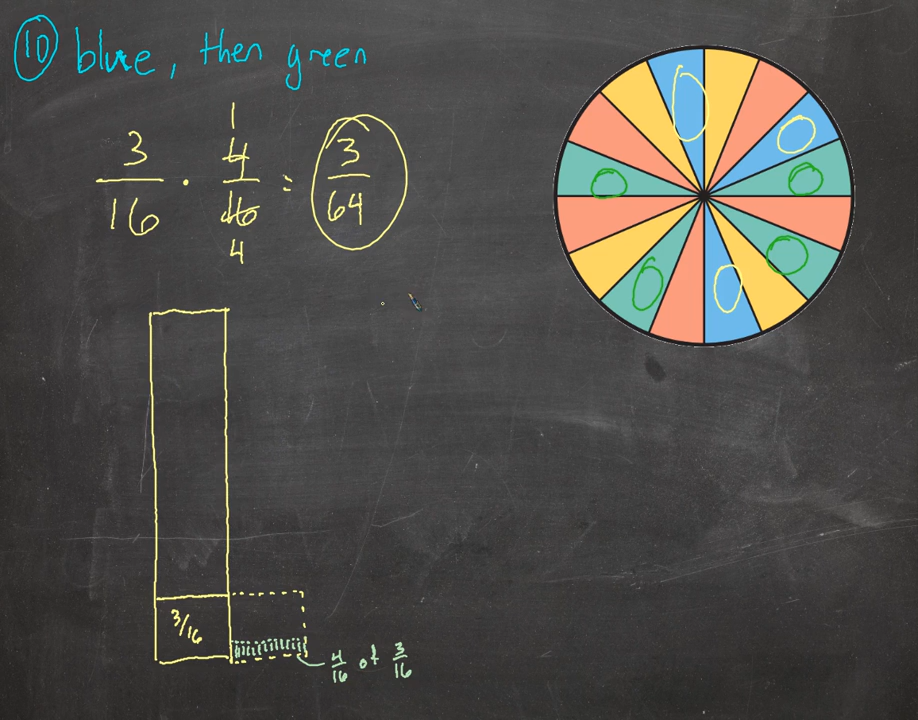 10 blue, then green
3/16 · 4/16 = 3/64
1
4
3/16
4/16 of 3/16